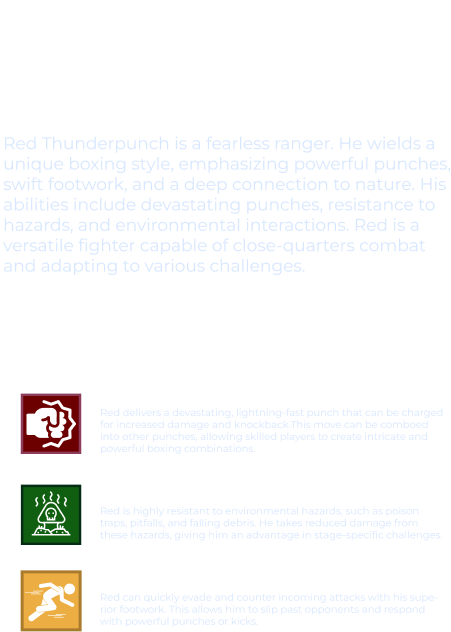 Red Thunderpunch is a fearless ranger. He wields a
unique boxing style, emphasizing powerful punches,
swift footwork, and a deep connection to nature. His
abilities include devastating punches, resistance to
hazards, and environmental interactions. Red is a
versatile fighter capable of close-quarters combat
and adapting to various challenges.
Red delivers a devastating, lightning-fast punch that can be charged
for increased damage and knockback.This move can be comboed
into other punches, allowing skilled players to create intricate and
powerful boxing combinations.
Red is highly resistant to environmental hazards, such as poison
traps, pitfalls, and falling debris. He takes reduced damage from
these hazards, giving him an advantage in stage-specific challenges.
Red can quickly evade and counter incoming attacks with his supe-
rior footwork. This allows him to slip past opponents and respond
with powerful punches or kicks.